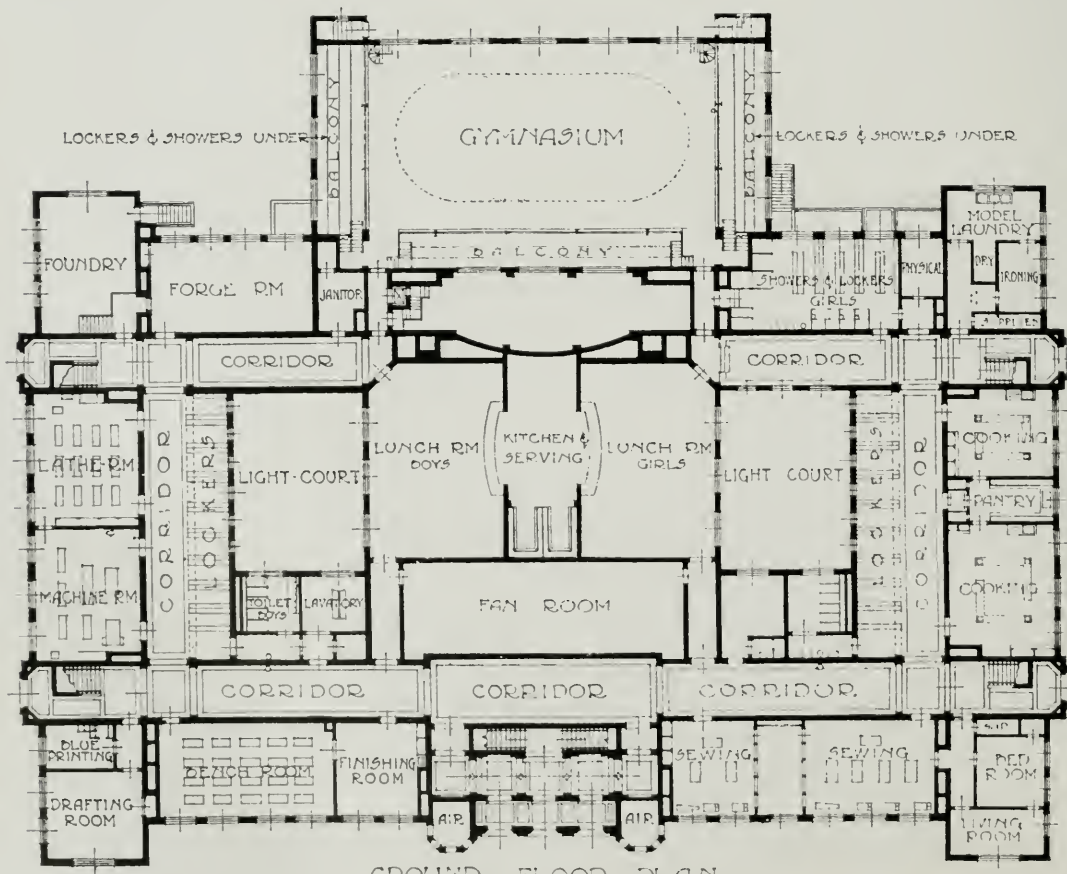 BALCONY
GYMNASIUM
BALCONY
LOCKERS & SHOWERS UNDER
LOCKERS & SHOWERS UNDER
BALCONY
FOUNDRY
FORGE RM
JANITOR
SHOWERS & LOCKERS
GIRLS
PHYSICAL
MODEL
LAUNDRY
DRY
IRONING
SUPPLIES
CORRIDOR
CORRIDOR
LATHE RM
CORRIDOR
LOCKERS
LIGHT-COURT
LUNCH RM
BOYS
KITCHEN &
SERVING
LUNCH RM
GIRLS
LIGHT COURT
LOCKERS
CORRIDOR
COOKING
PANTRY
MACHINE RM
TOILET
BOYS
LAVATORY
FAN ROOM
COOKING
CORRIDOR
CORRIDOR
CORRIDOR
BLUE
PRINTING
BENCH ROOM
FINISHING
ROOM
SEWING
SEWING
BED
ROOM
DRAFTING
ROOM
AIR
AIR
LIVING
ROOM
GROUND FLOOR PLAN